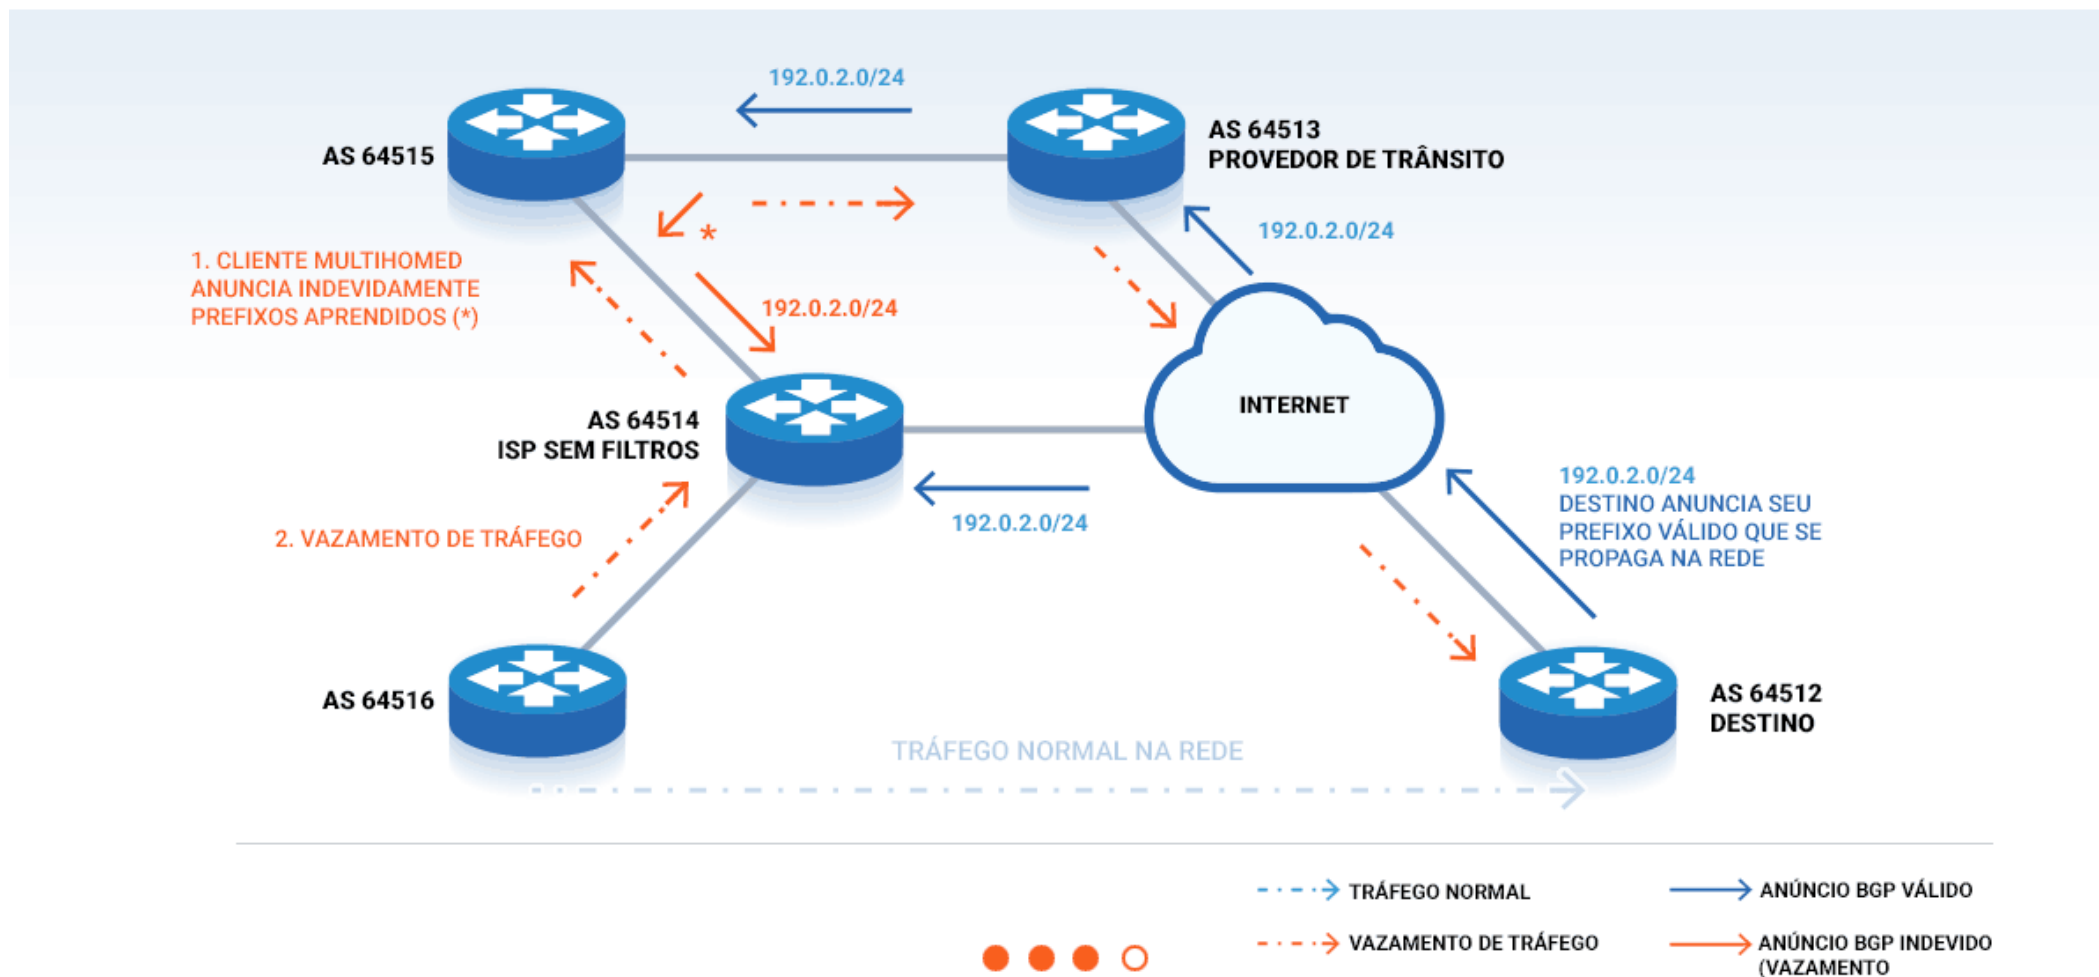 192.0.2.0/24
AS 64515
AS 64513
PROVEDOR DE TRÂNSITO
*
192.0.2.0/24
1. CLIENTE MULTIHOMED
ANUNCIA INDEVIDAMENTE
PREFIXOS APRENDIDOS (*)
192.0.2.0/24
AS 64514
ISP SEM FILTROS
INTERNET
192.0.2.0/24
192.0.2.0/24
DESTINO ANUNCIA SEU
PREFIXO VÁLIDO QUE SE
PROPAGA NA REDE
2. VAZAMENTO DE TRÁFEGO
AS 64516
AS 64512
DESTINO
TRÁFEGO NORMAL NA REDE
TRÁFEGO NORMAL
ANÚNCIO BGP VÁLIDO
VAZAMENTO DE TRÁFEGO
ANÚNCIO BGP INDEVIDO
(VAZAMENTO